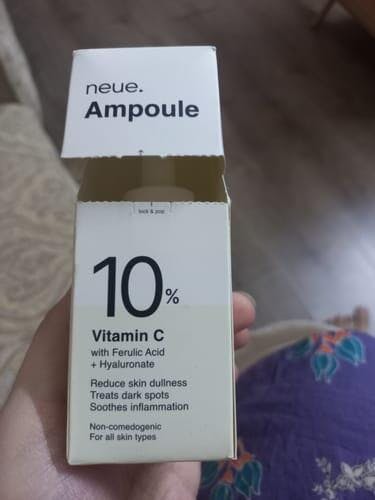 neue.
Ampoule
lock & pop
10%
Vitamin C
with Ferulic Acid
+ Hyaluronate
Reduce skin dullness
Treats dark spots
Soothes inflammation
Non-comedogenic
For all skin types